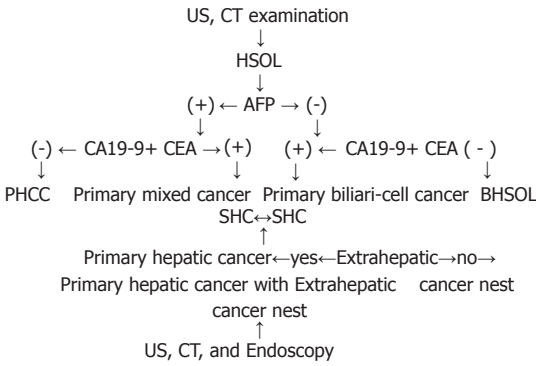 US, CT examination
↓
HSOL
↓
(+) ← AFP → (-)
↓ ↓
(-) ← CA19-9+ CEA →(+) (+) ← CA19-9+ CEA ( - )
↓ ↓ ↓ ↓
PHCC Primary mixed cancer Primary biliari-cell cancer BHSOL
SHC↔SHC
↑
Primary hepatic cancer←yes←Extrahepatic→no→
Primary hepatic cancer with Extrahepatic cancer nest
cancer nest
↑
US, CT, and Endoscopy